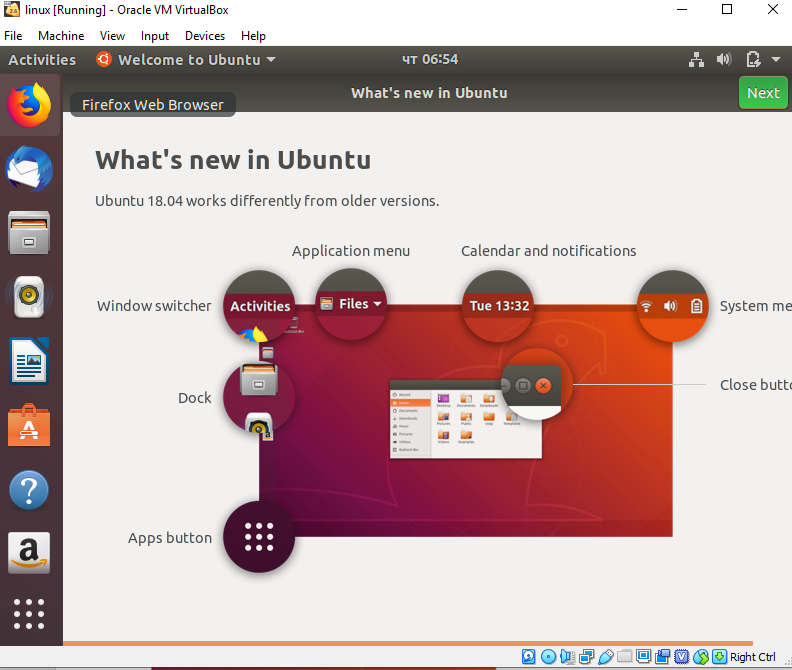 linux [Running] - Oracle VM VirtualBox
File Machine View Input Devices Help
Activities Welcome to Ubuntu чт 06:54
Firefox Web Browser What's new in Ubuntu Next
What's new in Ubuntu
Ubuntu 18.04 works differently from older versions.
Application menu Calendar and notifications
Window switcher Activities Files Tue 13:32 System me
Dock Close butto
Apps button
Right Ctrl